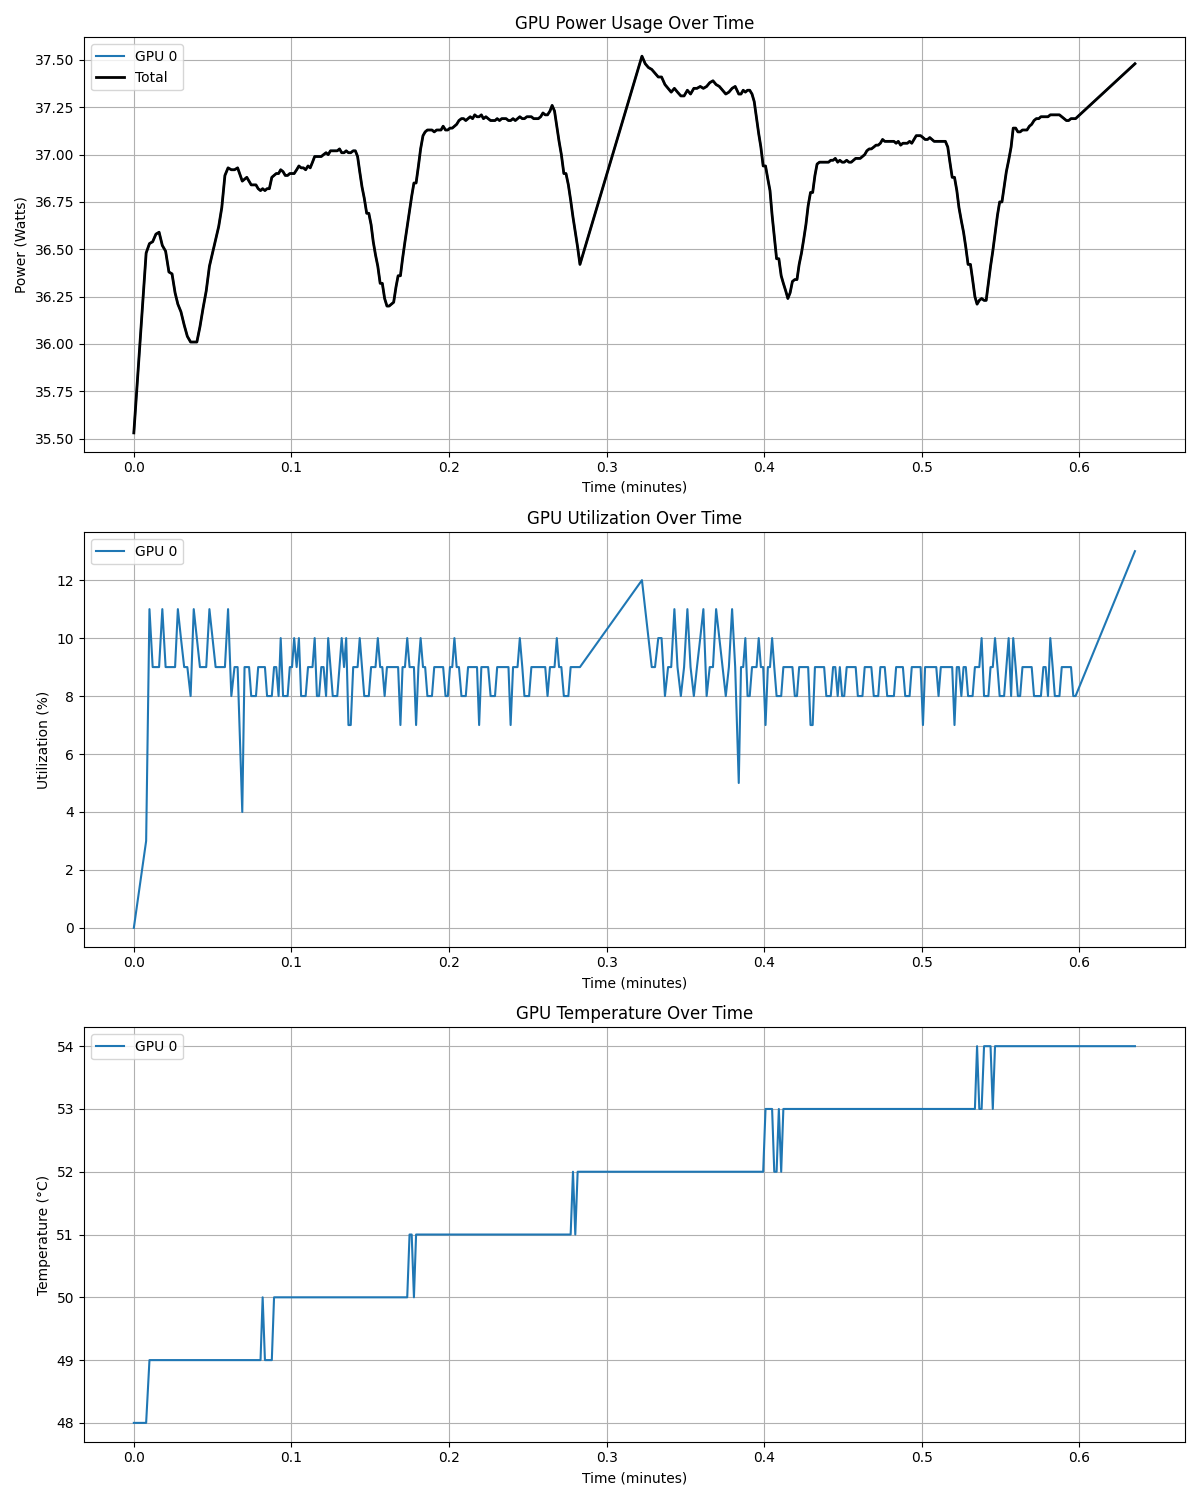 GPU Power Usage Over Time
GPU 0
Total
37.50
37.25
37.00
36.75
36.50
36.25
36.00
35.75
35.50
Power (Watts)
0.0 0.1 0.2 0.3 0.4 0.5 0.6
Time (minutes)
GPU Utilization Over Time
GPU 0
12
10
8
6
4
2
0
Utilization (%)
0.0 0.1 0.2 0.3 0.4 0.5 0.6
Time (minutes)
GPU Temperature Over Time
GPU 0
54
53
52
51
50
49
48
Temperature (°C)
0.0 0.1 0.2 0.3 0.4 0.5 0.6
Time (minutes)